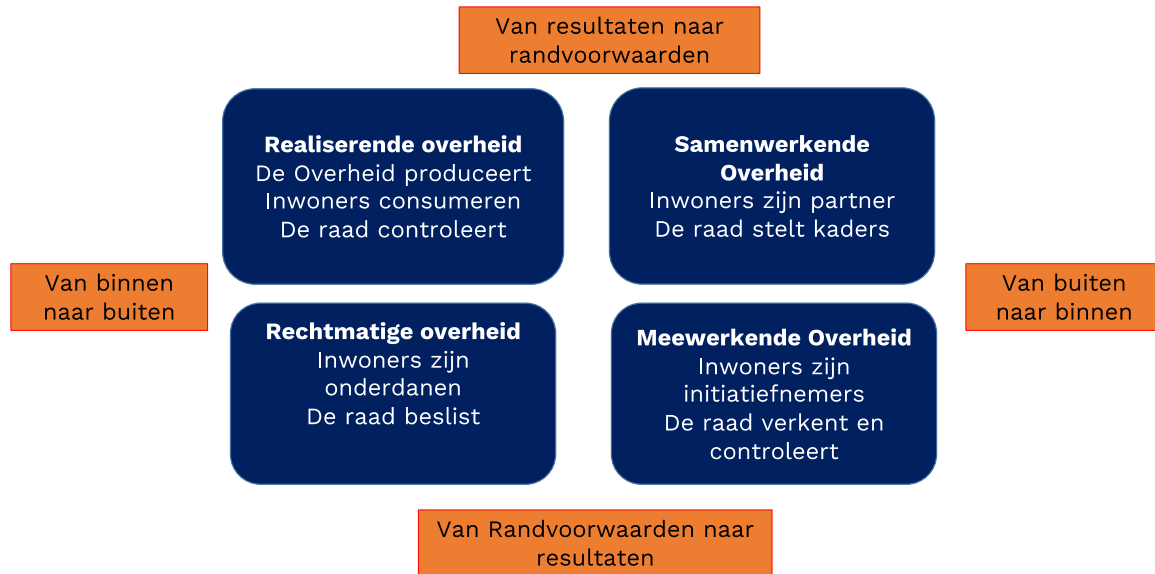 Van resultaten naar
randvoorwaarden
Realiserende overheid
De Overheid produceert
Inwoners consumeren
De raad controleert
Samenwerkende
Overheid
Inwoners zijn partner
De raad stelt kaders
Van binnen
naar buiten
Van buiten
naar binnen
Rechtmatige overheid
Inwoners zijn
onderdanen
De raad beslist
Meewerkende Overheid
Inwoners zijn
initiatiefnemers
De raad verkent en
controleert
Van Randvoorwaarden naar
resultaten